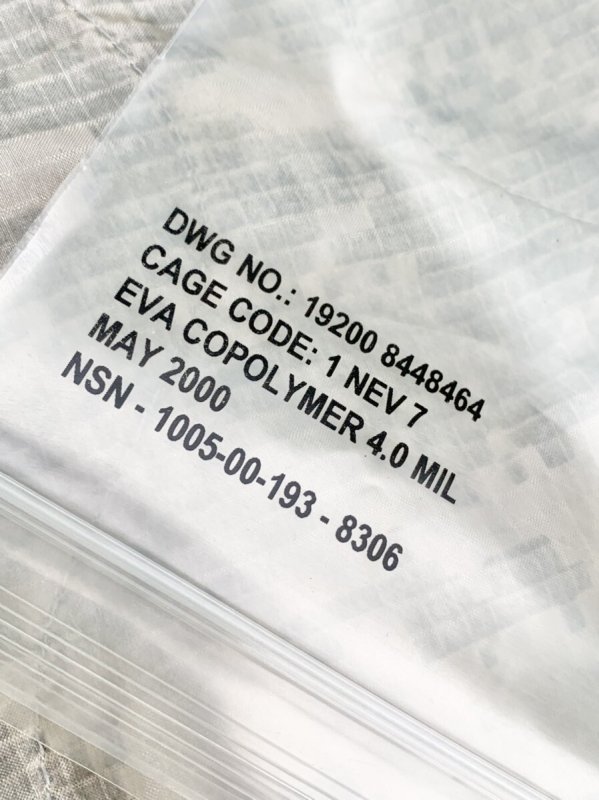 DWG NO.: 19200 8448464
CAGE CODE: 1 NEV 7
EVA COPOLYMER 4.0 MIL
MAY 2000
NSN - 1005-00-193 - 8306